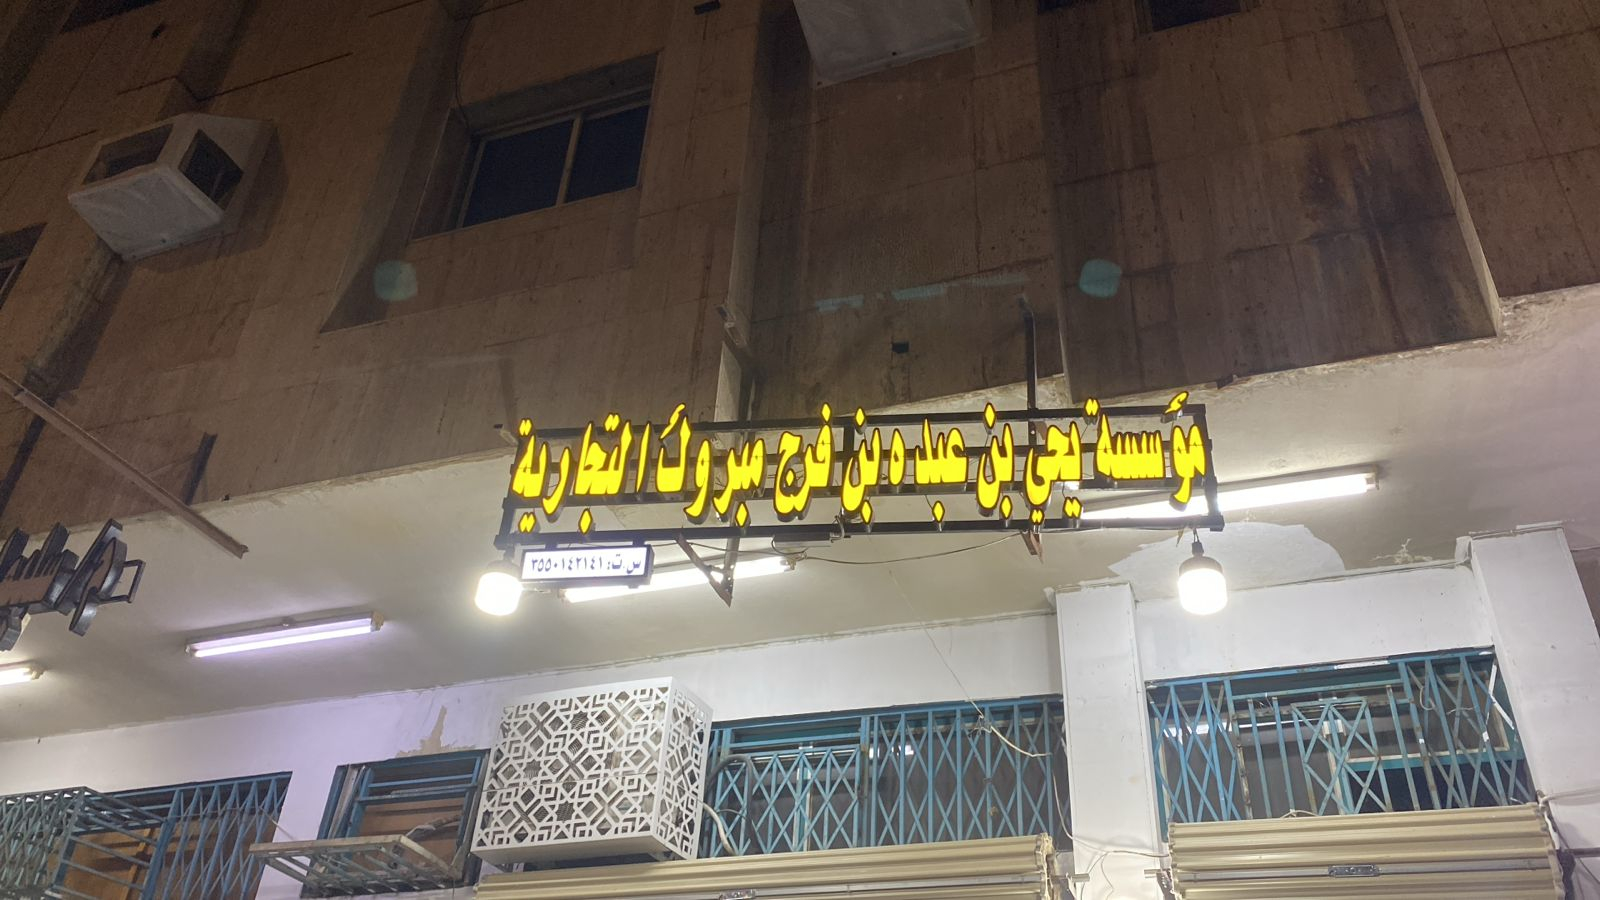 مؤسسة يحي بن عبده بن فرج مبروك التجارية
س.ت: ٣٥٥٠١٤٢١٤١